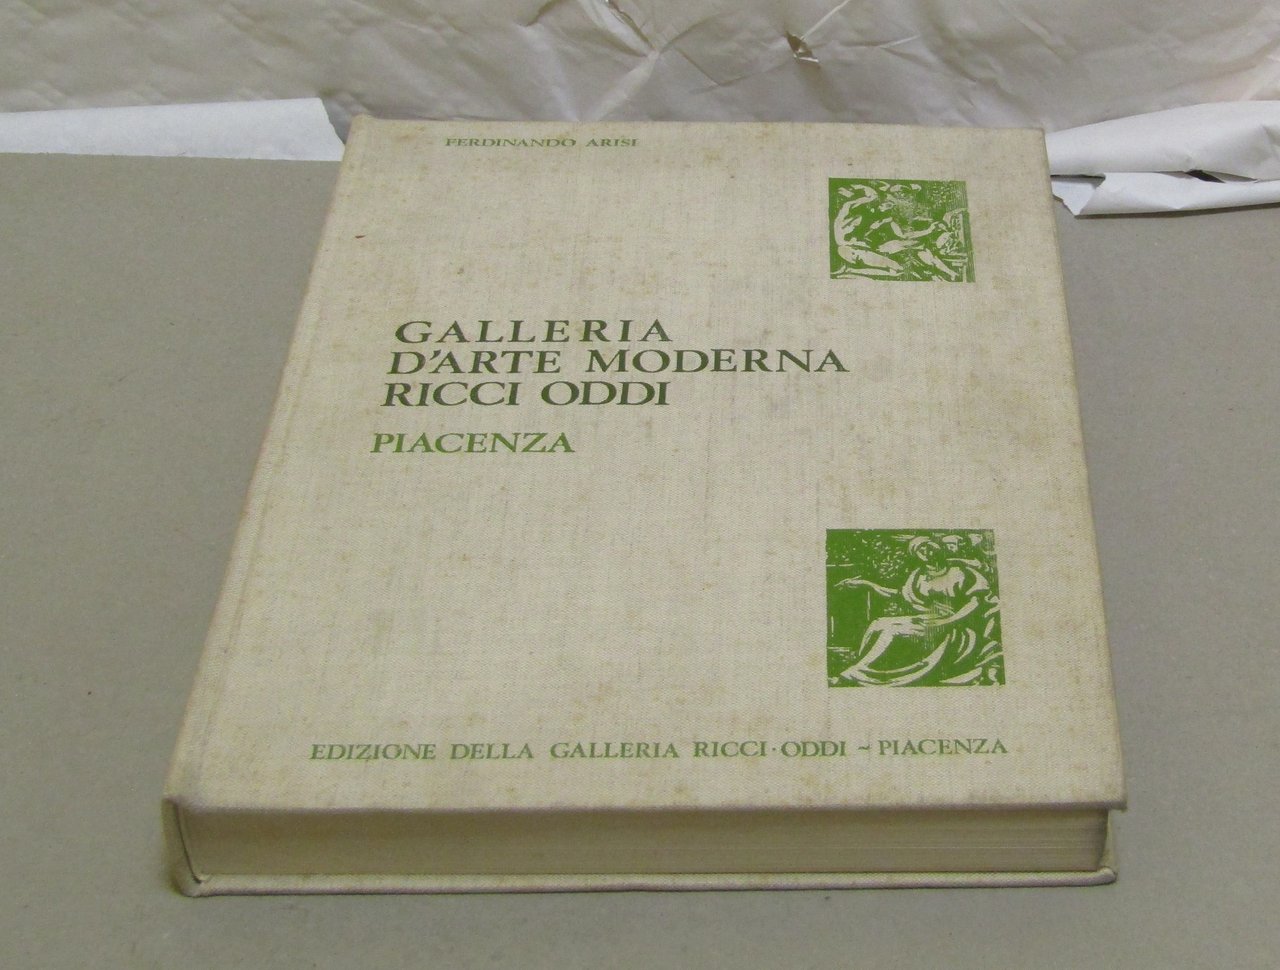 FERDINANDO ARISI
GALLERIA
D'ARTE MODERNA
RICCI ODDI
PIACENZA
EDIZIONE DELLA GALLERIA RICCI·ODDI ~ PIACENZA